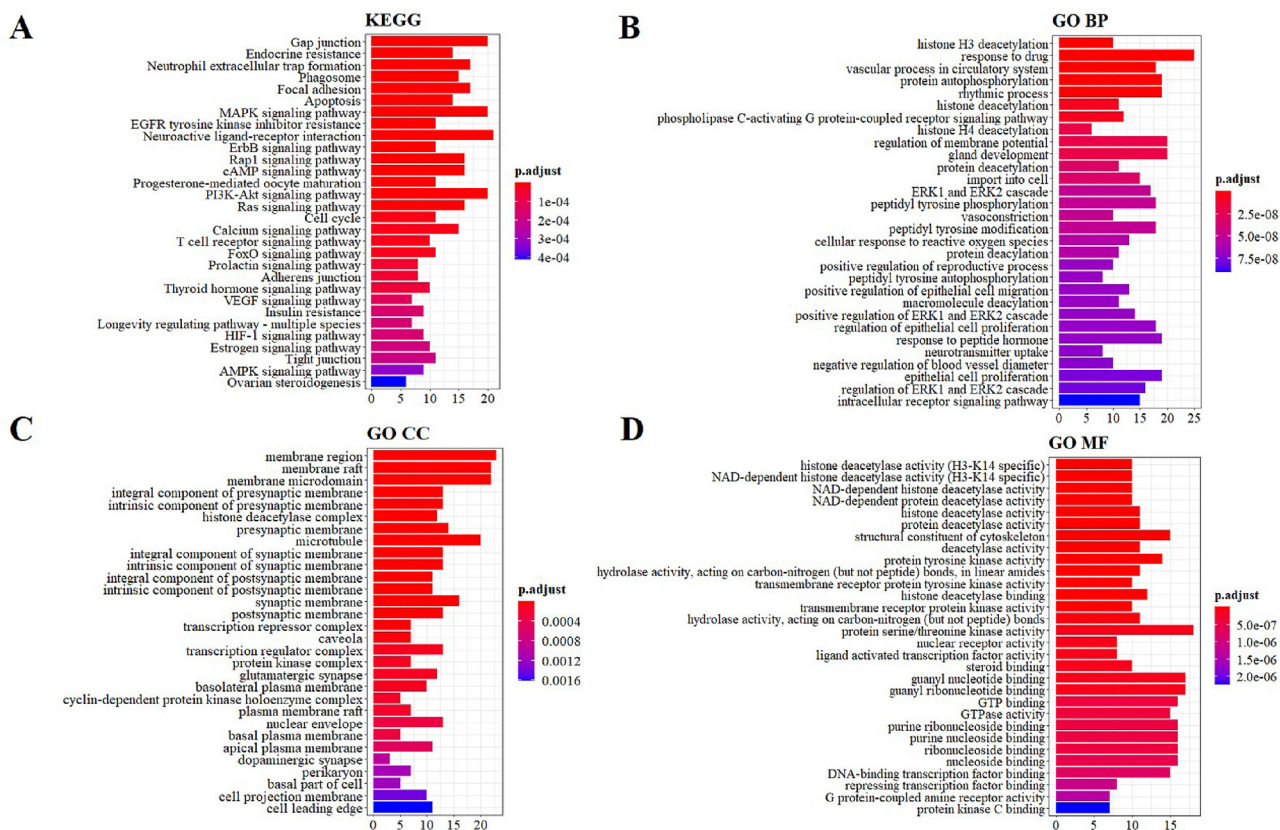 A
KEGG
Gap junction
Endocrine resistance
Neutrophil extracellular trap formation
Phagosome
Focal adhesion
Apoptosis
MAPK signaling pathway
EGFR tyrosine kinase inhibitor resistance
Neuroactive ligand-receptor interaction
ErbB signaling pathway
Rap1 signaling pathway
cAMP signaling pathway
Progesterone-mediated oocyte maturation
PI3K-Akt signaling pathway
Ras signaling pathway
Cell cycle
Calcium signaling pathway
T cell receptor signaling pathway
FoxO signaling pathway
Prolactin signaling pathway
Adherens junction
Thyroid hormone signaling pathway
VEGF signaling pathway
Insulin resistance
Longevity regulating pathway - multiple species
HIF-1 signaling pathway
Estrogen signaling pathway
Tight junction
AMPK signaling pathway
Ovarian steroidogenesis
0 5 10 15 20
p.adjust
1e-04
2e-04
3e-04
4e-04
B
GO BP
histone H3 deacetylation
response to drug
vascular process in circulatory system
protein autophosphorylation
rhythmic process
histone deacetylation
phospholipase C-activating G protein-coupled receptor signaling pathway
histone H4 deacetylation
regulation of membrane potential
gland development
protein deacetylation
import into cell
ERK1 and ERK2 cascade
peptidyl tyrosine phosphorylation
vasoconstriction
peptidyl tyrosine modification
cellular response to reactive oxygen species
protein deacylation
positive regulation of reproductive process
peptidyl tyrosine autophosphorylation
positive regulation of epithelial cell migration
macromolecule deacylation
positive regulation of ERK1 and ERK2 cascade
regulation of epithelial cell proliferation
response to peptide hormone
neurotransmitter uptake
negative regulation of blood vessel diameter
epithelial cell proliferation
regulation of ERK1 and ERK2 cascade
intracellular receptor signaling pathway
0 5 10 15 20 25
p.adjust
2.5e-08
5.0e-08
7.5e-08
C
GO CC
membrane region
membrane raft
membrane microdomain
integral component of presynaptic membrane
intrinsic component of presynaptic membrane
histone deacetylase complex
presynaptic membrane
microtubule
integral component of synaptic membrane
intrinsic component of synaptic membrane
integral component of postsynaptic membrane
intrinsic component of postsynaptic membrane
synaptic membrane
postsynaptic membrane
transcription repressor complex
caveola
transcription regulator complex
protein kinase complex
glutamatergic synapse
basolateral plasma membrane
cyclin-dependent protein kinase holoenzyme complex
plasma membrane raft
nuclear envelope
basal plasma membrane
apical plasma membrane
dopaminergic synapse
perikaryon
basal part of cell
cell projection membrane
cell leading edge
0 5 10 15 20
p.adjust
0.0004
0.0008
0.0012
0.0016
D
GO MF
histone deacetylase activity (H3-K14 specific)
NAD-dependent histone deacetylase activity (H3-K14 specific)
NAD-dependent histone deacetylase activity
NAD-dependent protein deacetylase activity
histone deacetylase activity
protein deacetylase activity
structural constituent of cytoskeleton
deacetylase activity
protein tyrosine kinase activity
hydrolase activity, acting on carbon-nitrogen (but not peptide) bonds, in linear amides
transmembrane receptor protein tyrosine kinase activity
histone deacetylase binding
transmembrane receptor protein kinase activity
hydrolase activity, acting on carbon-nitrogen (but not peptide) bonds
protein serine/threonine kinase activity
nuclear receptor activity
ligand activated transcription factor activity
steroid binding
guanyl nucleotide binding
guanyl ribonucleotide binding
GTP binding
GTPase activity
purine ribonucleoside binding
purine nucleoside binding
ribonucleoside binding
nucleoside binding
DNA-binding transcription factor binding
repressing transcription factor binding
G protein-coupled amine receptor activity
protein kinase C binding
0 5 10 15
p.adjust
5.0e-07
1.0e-06
1.5e-06
2.0e-06